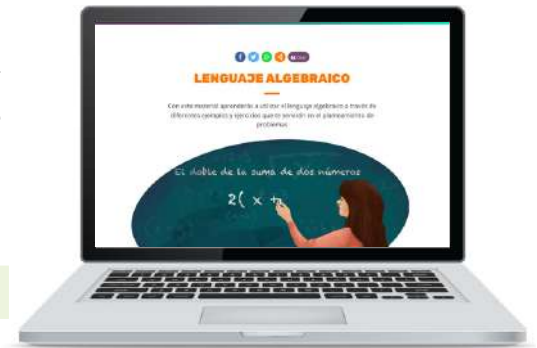 LENGUAJE ALGEBRAICO
Con este material aprenderás a utilizar el lenguaje algebraico a través de
diferentes ejemplos y ejercicios que te servirán en el planteamiento de
problemas.
El doble de la suma de dos números
2( x +